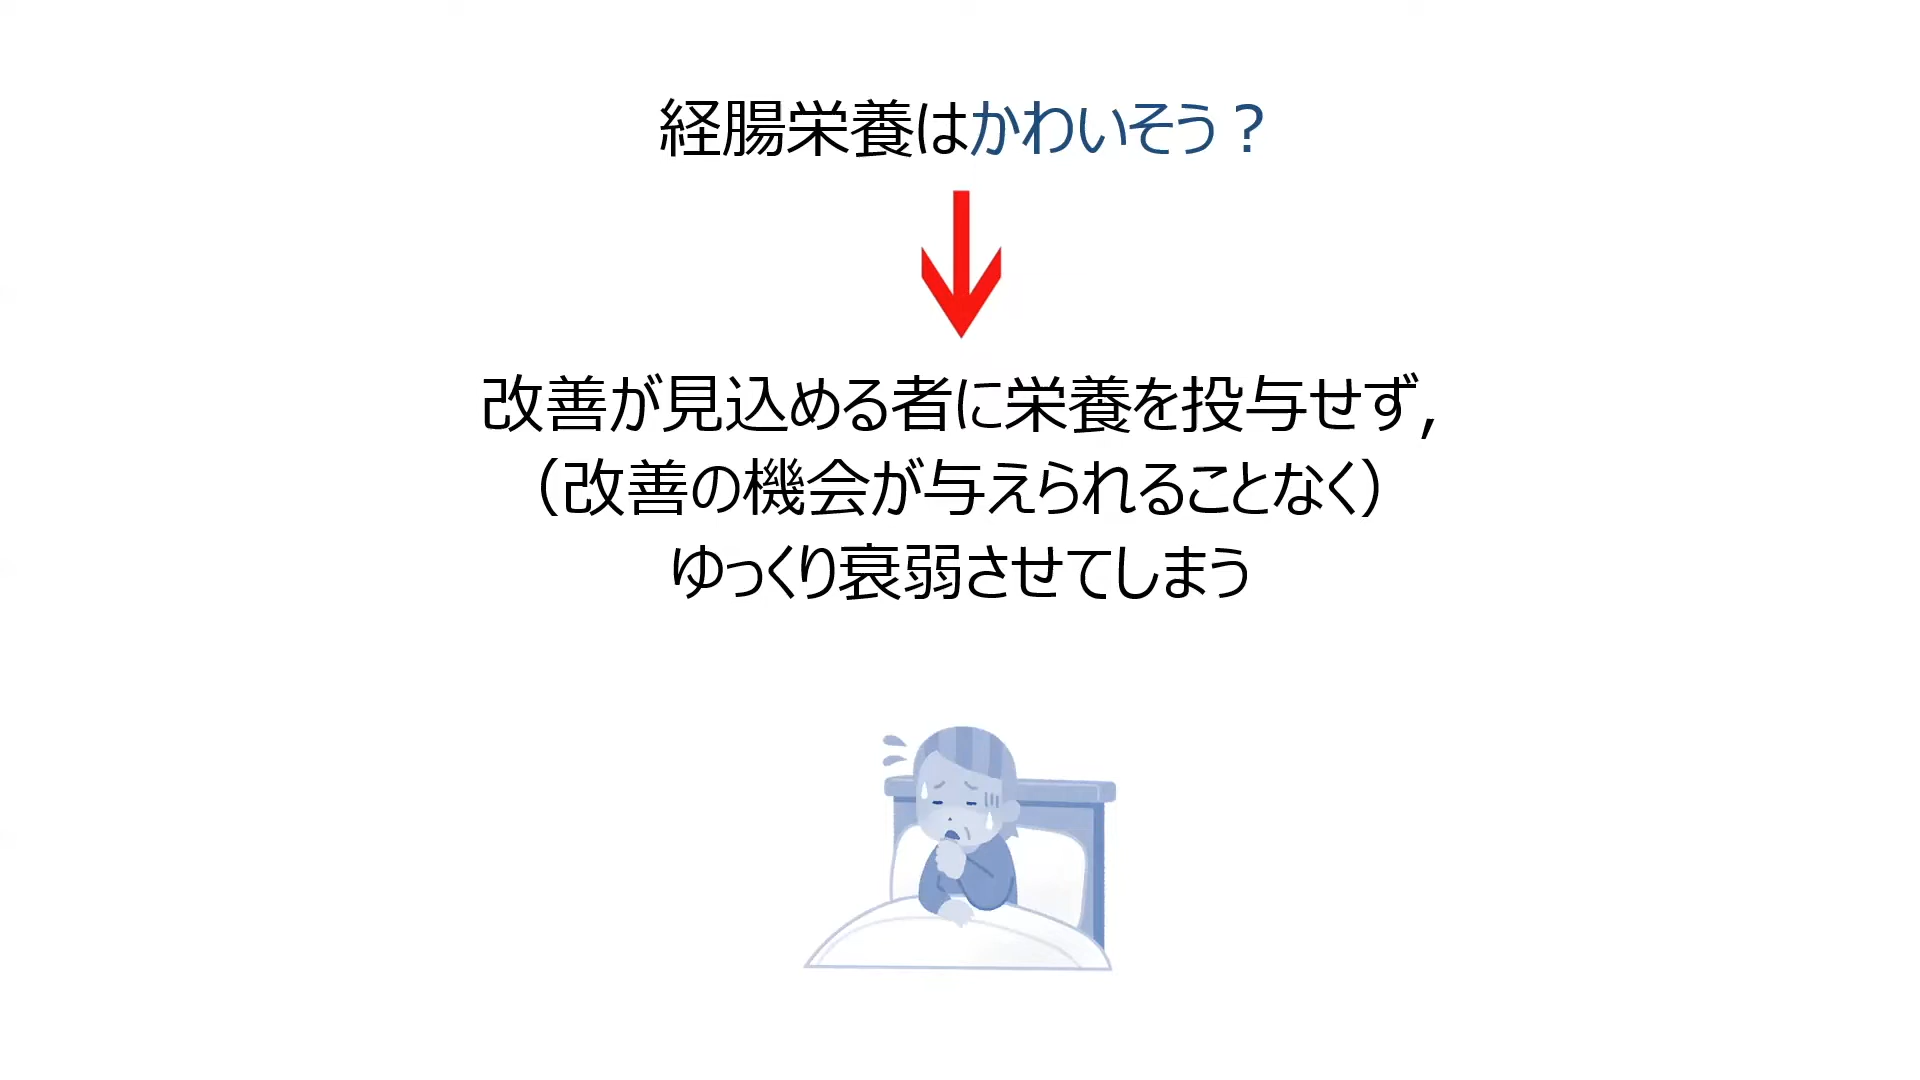 経腸栄養はかわいそう？
改善が見込める者に栄養を投与せず,
（改善の機会が与えられることなく）
ゆっくり衰弱させてしまう